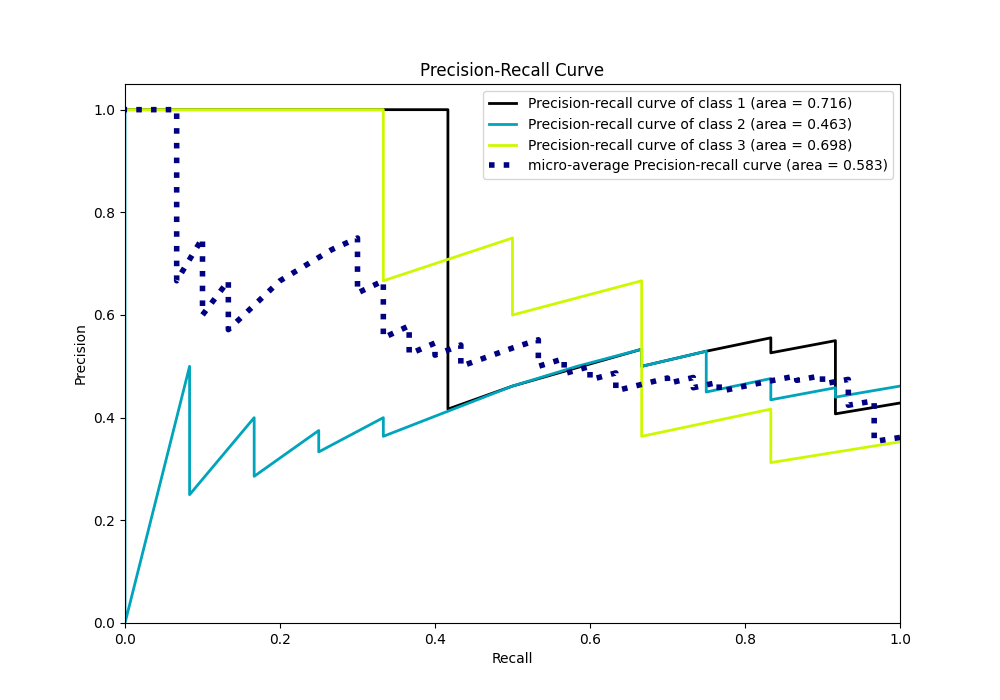 Precision-Recall Curve
Precision-recall curve of class 1 (area = 0.716)
Precision-recall curve of class 2 (area = 0.463)
Precision-recall curve of class 3 (area = 0.698)
micro-average Precision-recall curve (area = 0.583)
1.0
0.8
0.6
0.4
0.2
0.0
Precision
0.0 0.2 0.4 0.6 0.8 1.0
Recall